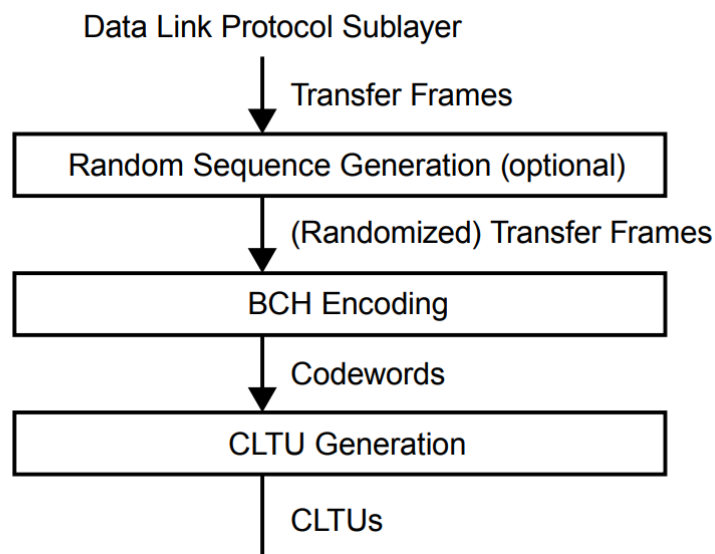 Data Link Protocol Sublayer
Transfer Frames
Random Sequence Generation (optional)
(Randomized) Transfer Frames
BCH Encoding
Codewords
CLTU Generation
CLTUs